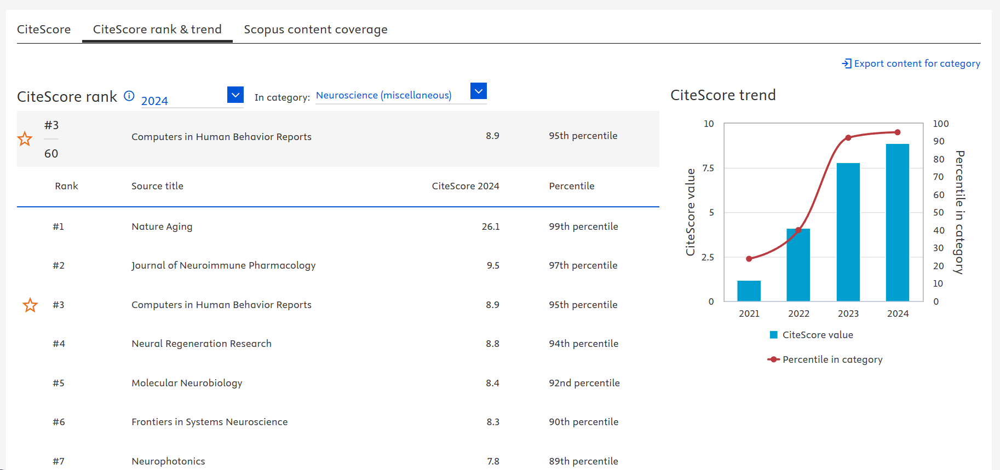 CiteScore CiteScore rank & trend Scopus content coverage
Export content for category
CiteScore rank 2024 In category: Neuroscience (miscellaneous)
#3
60
Computers in Human Behavior Reports 8.9 95th percentile
Rank Source title CiteScore 2024 Percentile
#1 Nature Aging 26.1 99th percentile
#2 Journal of Neuroimmune Pharmacology 9.5 97th percentile
#3 Computers in Human Behavior Reports 8.9 95th percentile
#4 Neural Regeneration Research 8.8 94th percentile
#5 Molecular Neurobiology 8.4 92nd percentile
#6 Frontiers in Systems Neuroscience 8.3 90th percentile
#7 Neurophotonics 7.8 89th percentile
CiteScore trend
CiteScore value
10
7.5
5
2.5
0
100
90
80
70
60
50
40
30
20
10
0
Percentile in category
2021 2022 2023 2024
CiteScore value
Percentile in category